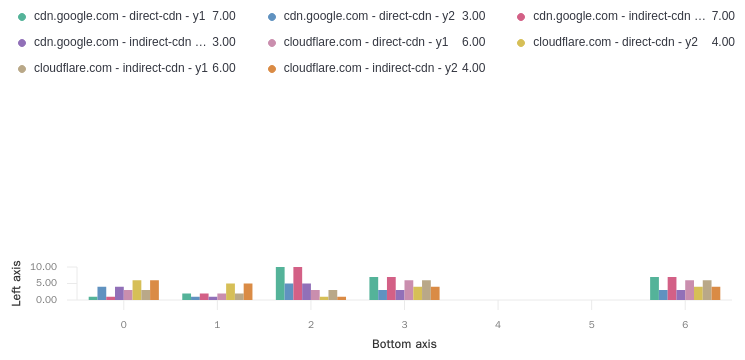 cdn.google.com - direct-cdn - y1 7.00
cdn.google.com - direct-cdn - y2 3.00
cdn.google.com - indirect-cdn ... 7.00
cdn.google.com - indirect-cdn ... 3.00
cloudflare.com - direct-cdn - y1 6.00
cloudflare.com - direct-cdn - y2 4.00
cloudflare.com - indirect-cdn - y1 6.00
cloudflare.com - indirect-cdn - y2 4.00
Left axis
10.00
5.00
0.00
0 1 2 3 4 5 6
Bottom axis